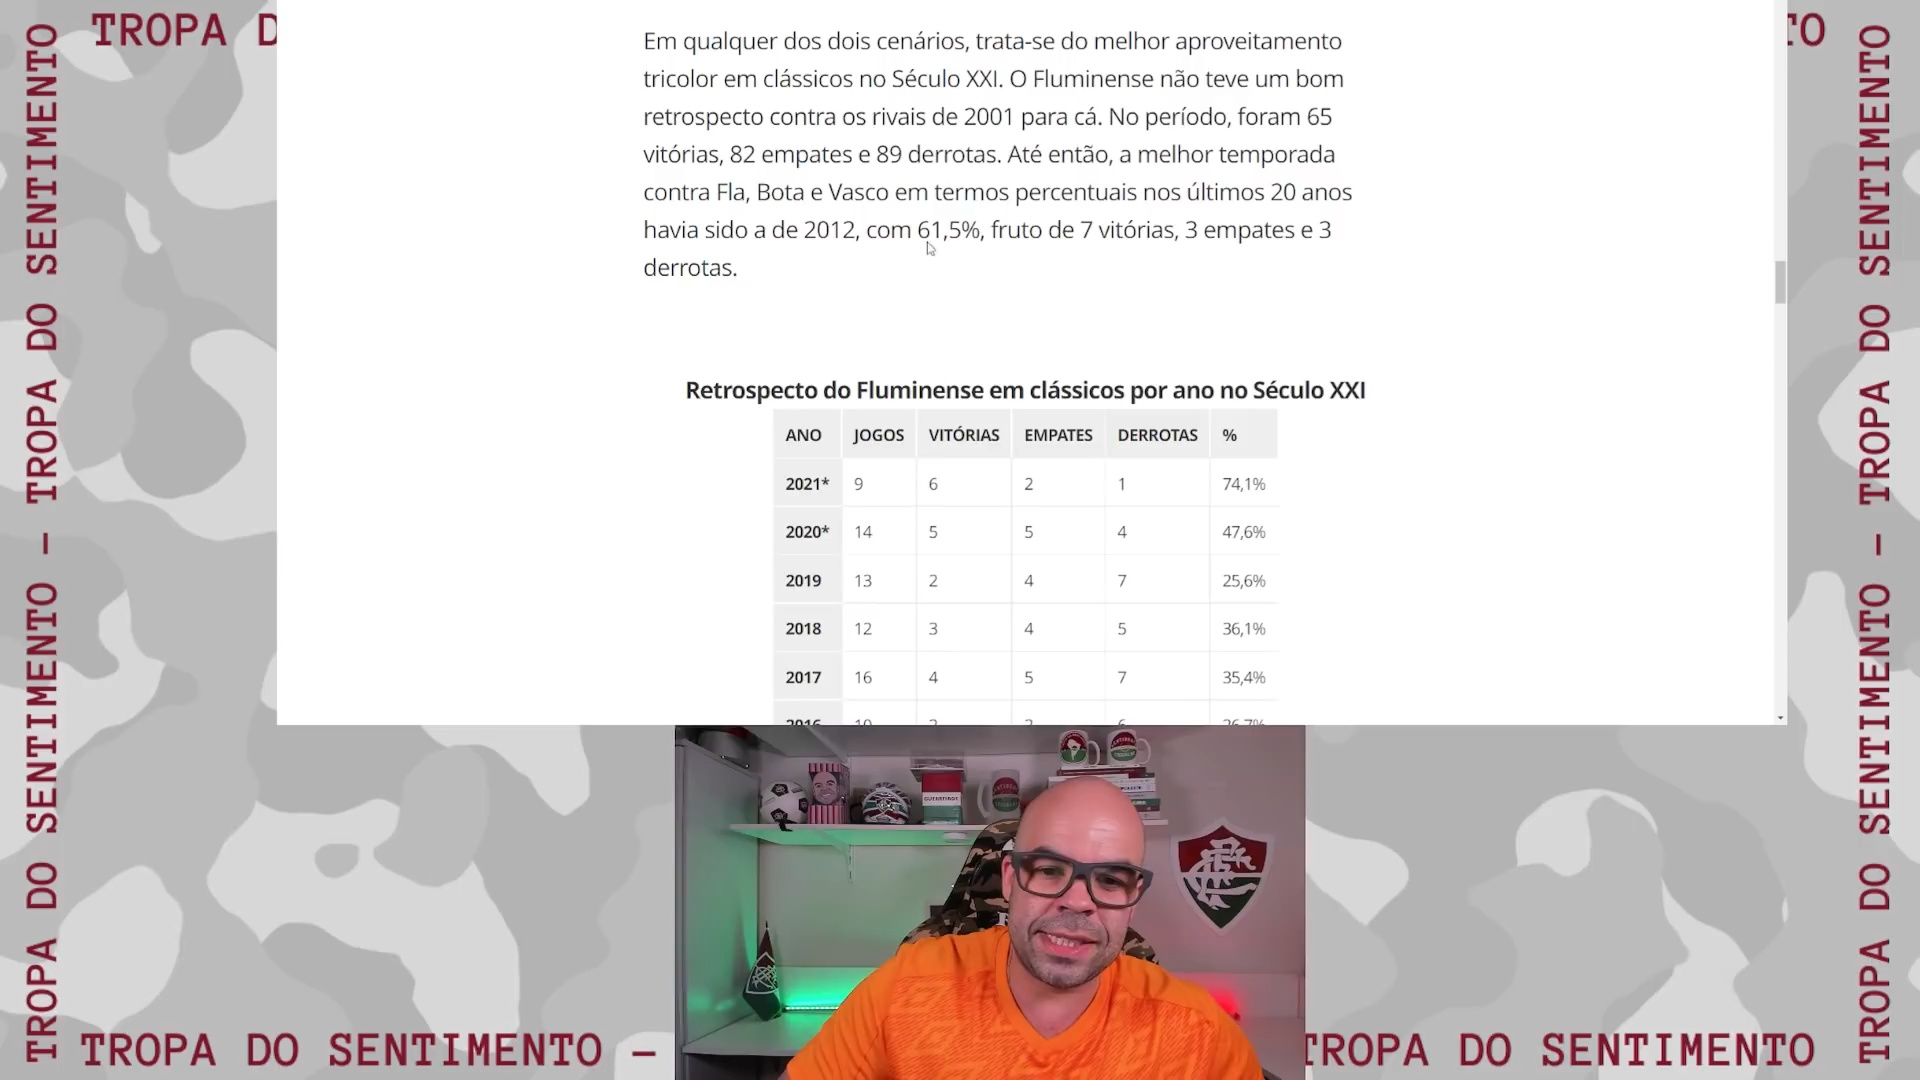 TROPA D
TO
Em qualquer dos dois cenários, trata-se do melhor aproveitamento
tricolor em clássicos no Século XXI. O Fluminense não teve um bom
retrospecto contra os rivais de 2001 para cá. No período, foram 65
vitórias, 82 empates e 89 derrotas. Até então, a melhor temporada
contra Fla, Bota e Vasco em termos percentuais nos últimos 20 anos
havia sido a de 2012, com 61,5%, fruto de 7 vitórias, 3 empates e 3
derrotas.
Retrospecto do Fluminense em clássicos por ano no Século XXI
ANO JOGOS VITÓRIAS EMPATES DERROTAS %
2021* 9 6 2 1 74,1%
2020* 14 5 5 4 47,6%
2019 13 2 4 7 25,6%
2018 12 3 4 5 36,1%
2017 16 4 5 7 35,4%
TROPA DO SENTIMENTO – TROPA DO SENTIMENTO
TROPA DO SENTIMENTO – TROPA DO SENTIMENTO
GUERREIROS
TROPA DO SENTIMENTO –
TROPA DO SENTIMENTO